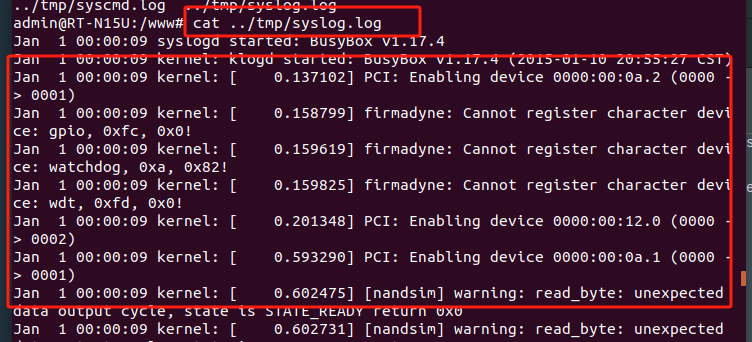 ../tmp/syscmd.log  ../tmp/syslog.log
admin@RT-N15U:/www# cat ../tmp/syslog.log
Jan  1 00:00:09 syslogd started: BusyBox v1.17.4
Jan  1 00:00:09 kernel: klogd started: BusyBox v1.17.4 (2015-01-10 20:55:27 CST)
Jan  1 00:00:09 kernel: [    0.137102] PCI: Enabling device 0000:00:0a.2 (0000 -
> 0001)
Jan  1 00:00:09 kernel: [    0.158799] firmadyne: Cannot register character devi
ce: gpio, 0xfc, 0x0!
Jan  1 00:00:09 kernel: [    0.159619] firmadyne: Cannot register character devi
ce: watchdog, 0xa, 0x82!
Jan  1 00:00:09 kernel: [    0.159825] firmadyne: Cannot register character devi
ce: wdt, 0xfd, 0x0!
Jan  1 00:00:09 kernel: [    0.201348] PCI: Enabling device 0000:00:12.0 (0000 -
> 0002)
Jan  1 00:00:09 kernel: [    0.593290] PCI: Enabling device 0000:00:0a.1 (0000 -
> 0001)
Jan  1 00:00:09 kernel: [    0.602475] [nandsim] warning: read_byte: unexpected
data output cycle, state is STATE_READY return 0x0
Jan  1 00:00:09 kernel: [    0.602731] [nandsim] warning: read_byte: unexpected